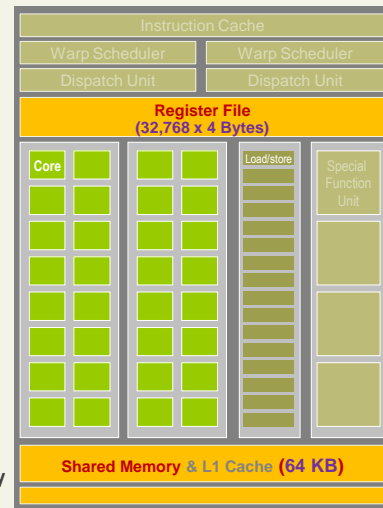 Instruction Cache
Warp Scheduler Warp Scheduler
Dispatch Unit Dispatch Unit
Register File
(32,768 x 4 Bytes)
Core
Load/store
Special
Function
Unit
Shared Memory & L1 Cache (64 KB)